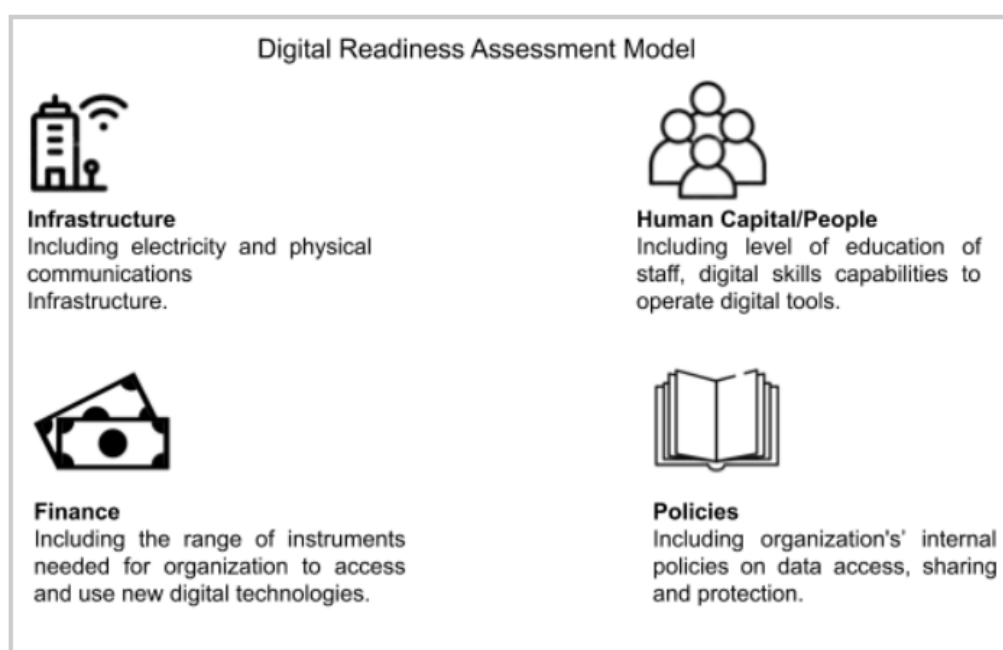 Digital Readiness Assessment Model
Infrastructure
Including electricity and physical
communications
Infrastructure.
Human Capital/People
Including level of education of
staff, digital skills capabilities to
operate digital tools.
Finance
Including the range of instruments
needed for organization to access
and use new digital technologies.
Policies
Including organization's' internal
policies on data access, sharing
and protection.